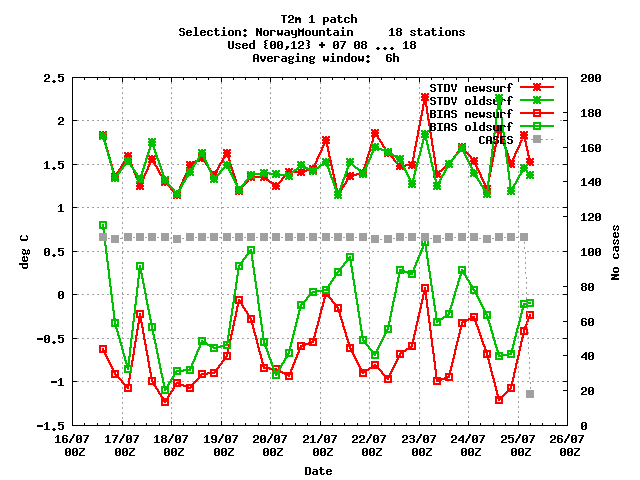 T2m 1 patch
Selection: NorwayMountain 18 stations
Used {00,12} + 07 08 ... 18
Averaging window: 6h
STDV newsurf
STDV oldsurf
BIAS newsurf
BIAS oldsurf
CASES
2.5
2
1.5
1
0.5
0
-0.5
-1
-1.5
deg C
200
180
160
140
120
100
80
60
40
20
0
No cases
16/07 17/07 18/07 19/07 20/07 21/07 22/07 23/07 24/07 25/07 26/07
00Z 00Z 00Z 00Z 00Z 00Z 00Z 00Z 00Z 00Z 00Z
Date